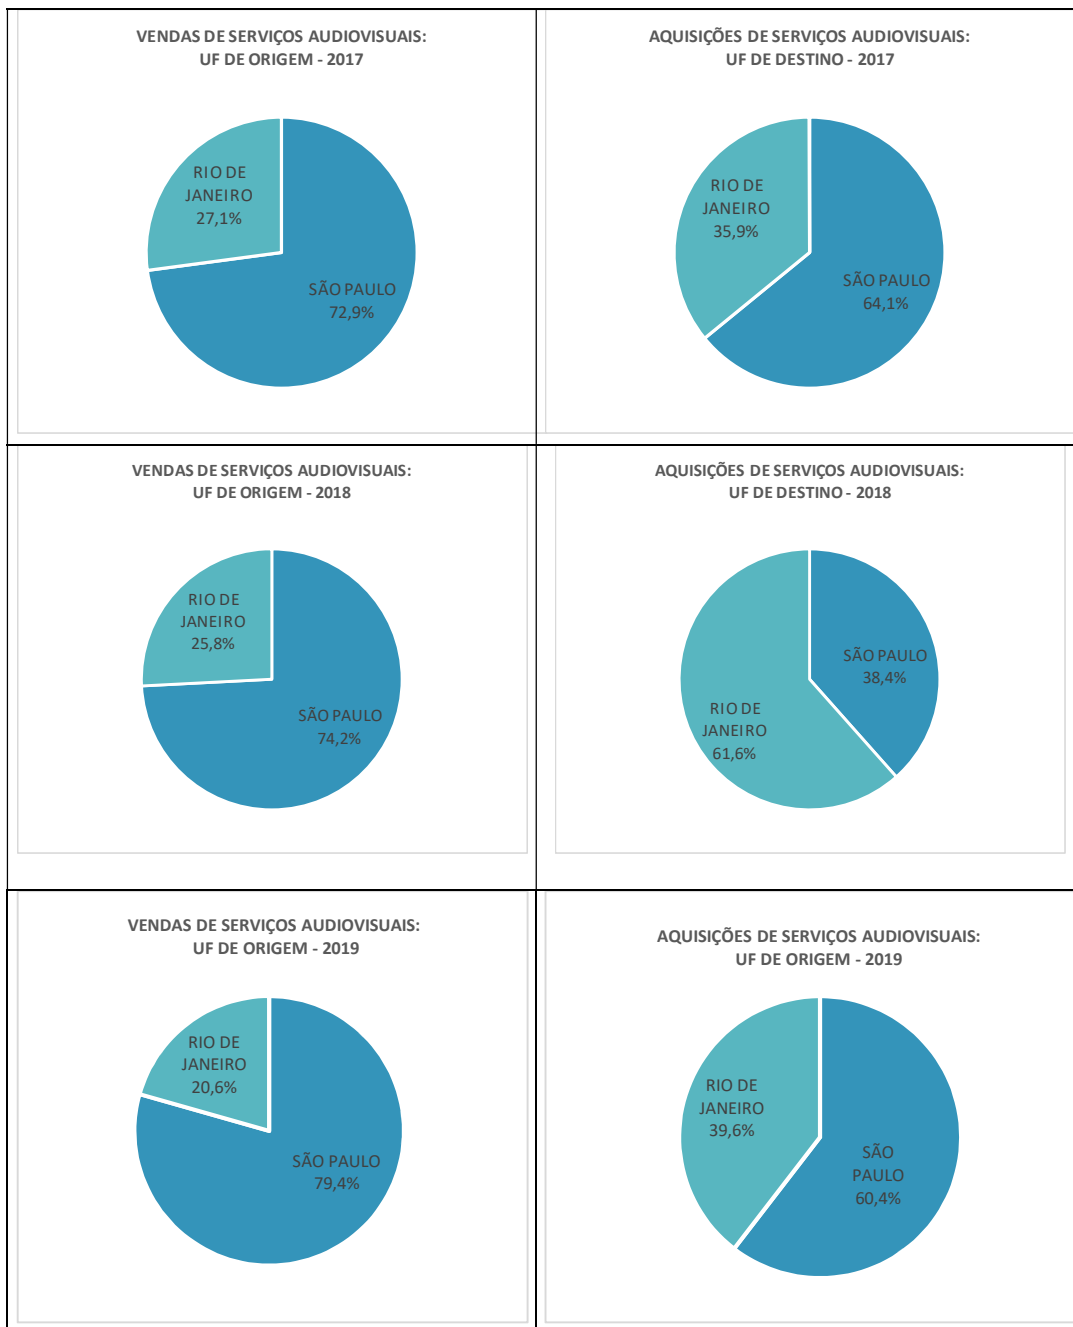 VENDAS DE SERVIÇOS AUDIOVISUAIS:
UF DE ORIGEM - 2017
RIO DE
JANEIRO
27,1%
SÃO PAULO
72,9%
AQUISIÇÕES DE SERVIÇOS AUDIOVISUAIS:
UF DE DESTINO - 2017
RIO DE
JANEIRO
35,9%
SÃO PAULO
64,1%
VENDAS DE SERVIÇOS AUDIOVISUAIS:
UF DE ORIGEM - 2018
RIO DE
JANEIRO
25,8%
SÃO PAULO
74,2%
AQUISIÇÕES DE SERVIÇOS AUDIOVISUAIS:
UF DE DESTINO - 2018
SÃO PAULO
38,4%
RIO DE
JANEIRO
61,6%
VENDAS DE SERVIÇOS AUDIOVISUAIS:
UF DE ORIGEM - 2019
RIO DE
JANEIRO
20,6%
SÃO PAULO
79,4%
AQUISIÇÕES DE SERVIÇOS AUDIOVISUAIS:
UF DE ORIGEM - 2019
RIO DE
JANEIRO
39,6%
SÃO
PAULO
60,4%